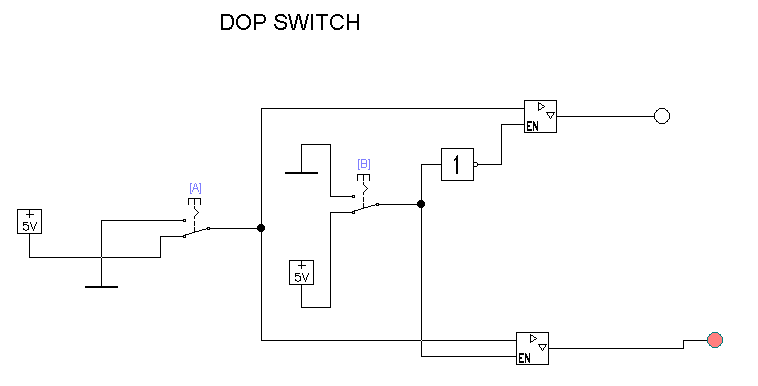 DOP SWITCH
EN
[B]
1
[A]
+
5V
+
5V
EN